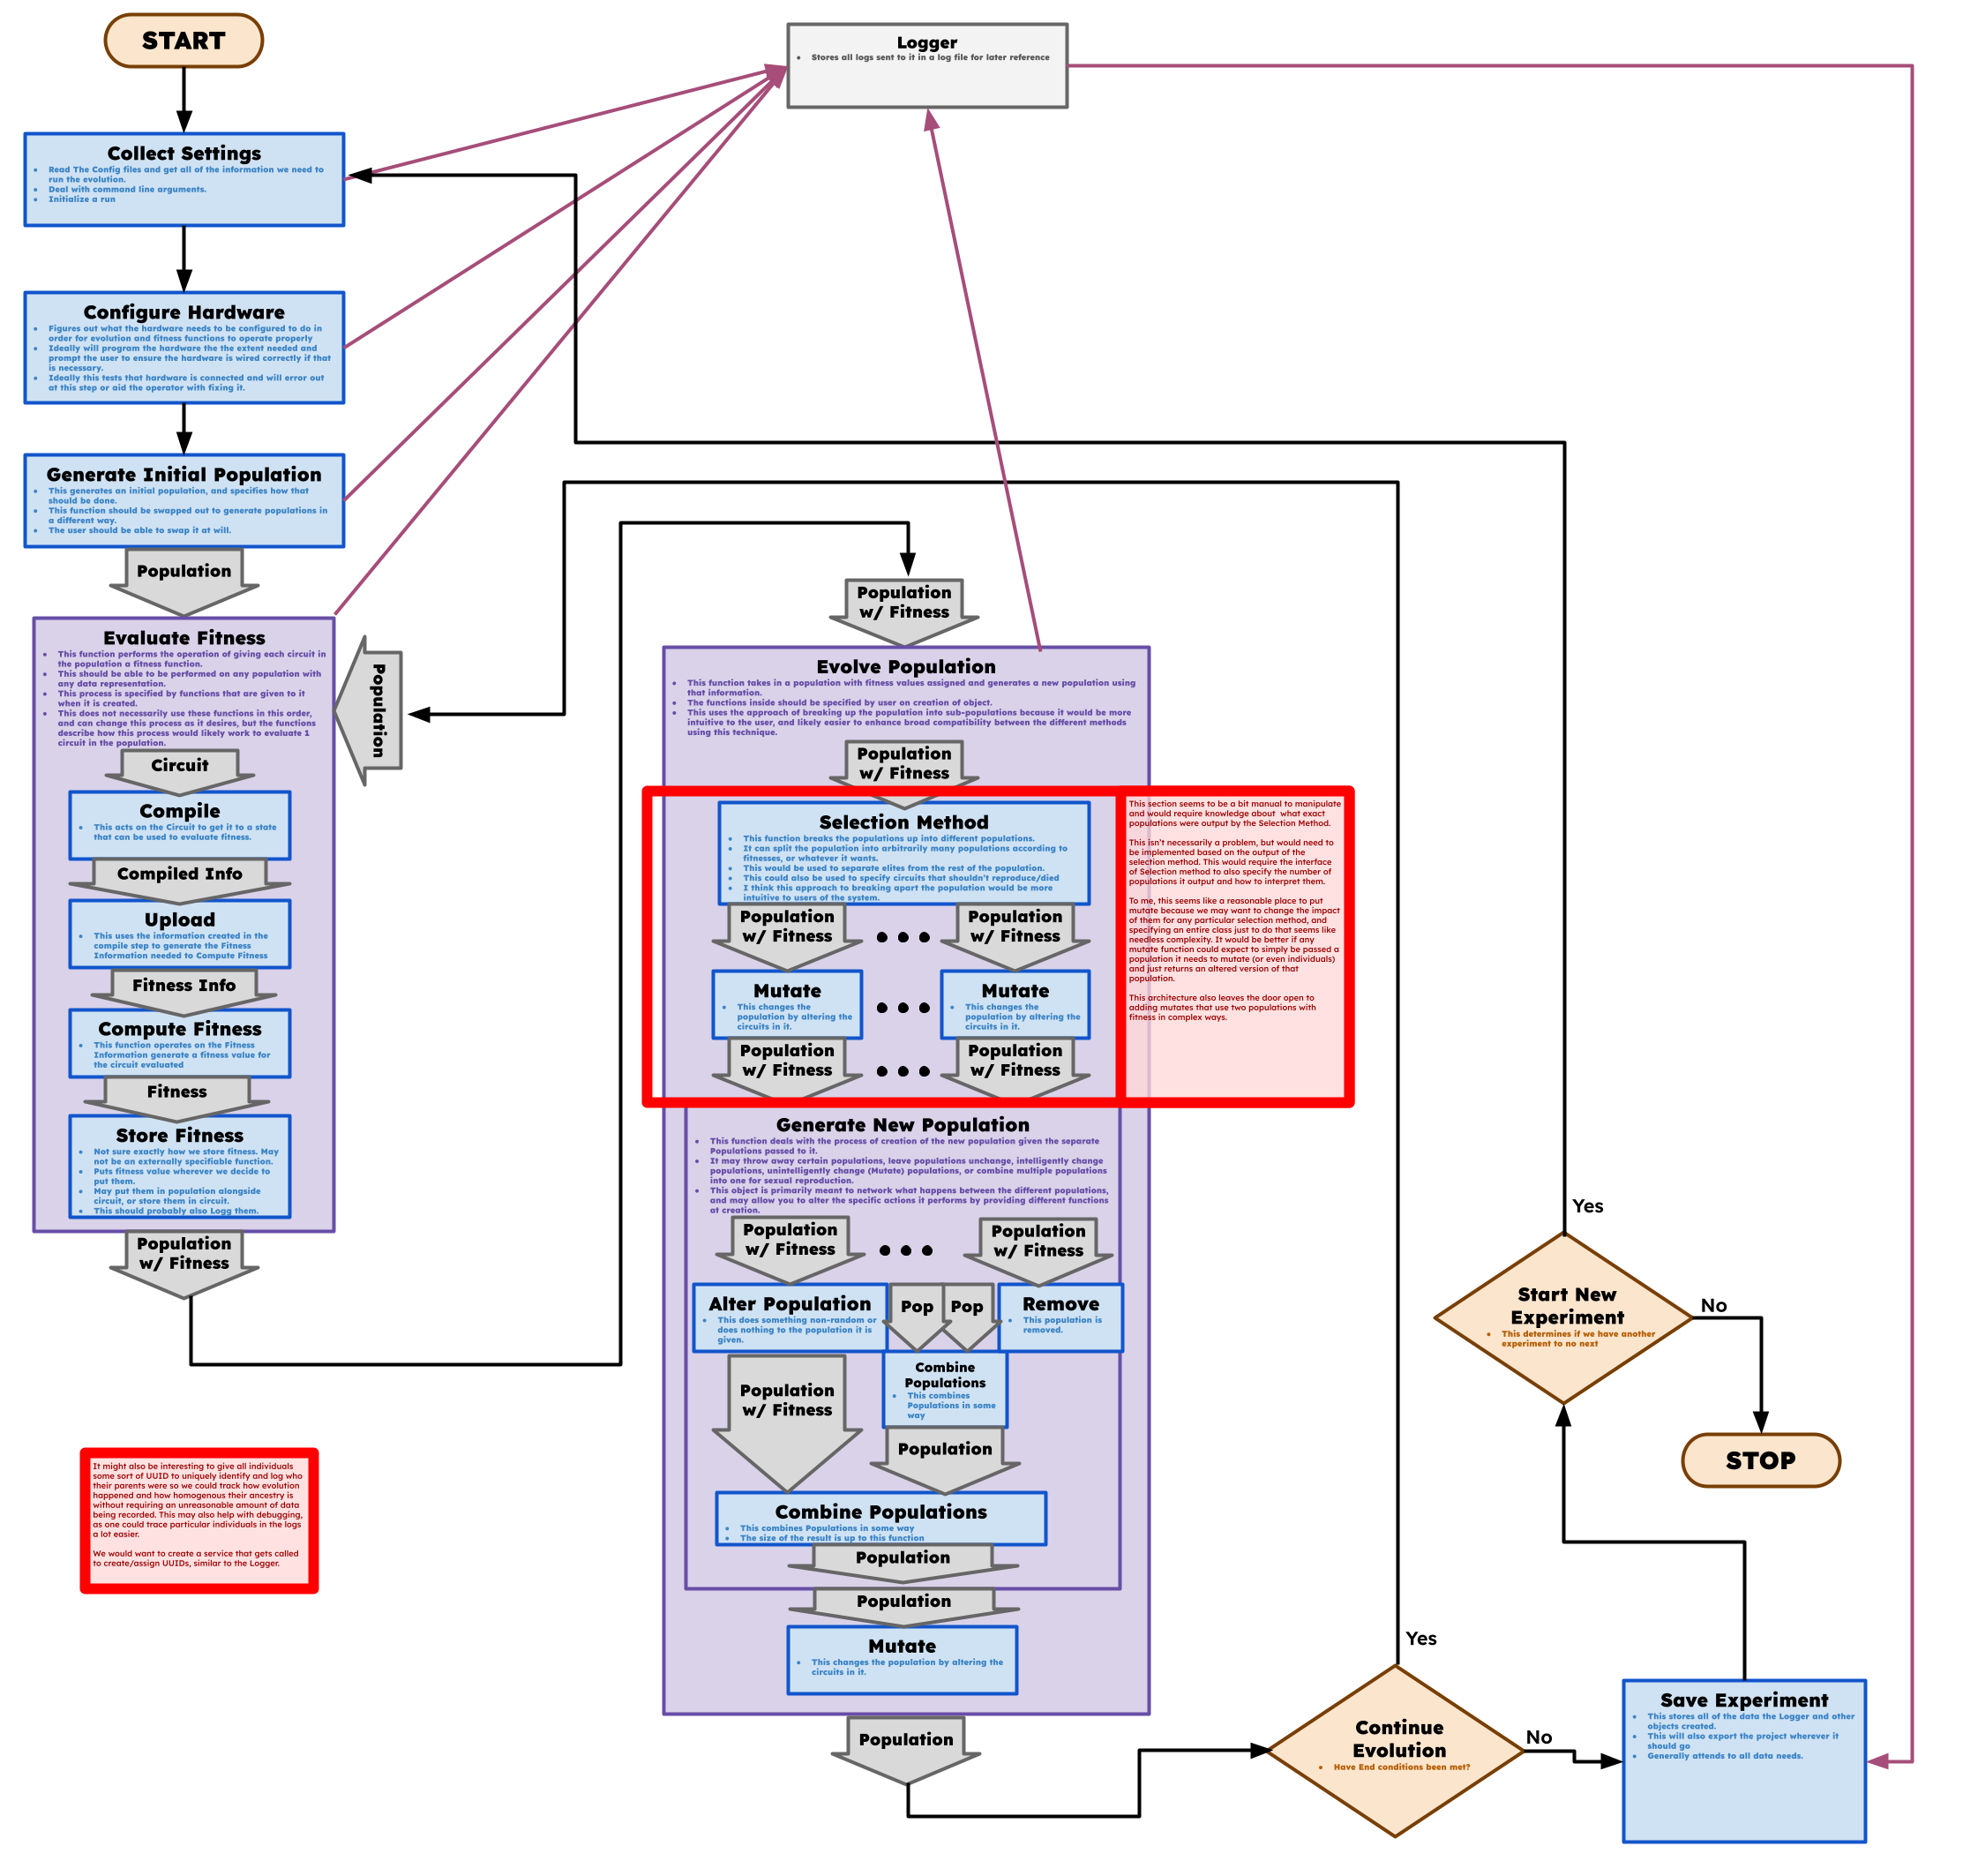 START
Logger
• Stores all logs sent to it in a log file for later reference
Collect Settings
• Read The Config files and get all of the information we need to
run the evolution.
• Deal with command line arguments.
• Initialize a run
Configure Hardware
• Figures out what the hardware needs to be configured to do in
order for evolution and fitness functions to operate properly
• Ideally will program the hardware the the extent needed and
prompt the user to ensure the hardware is wired correctly if that
is necessary.
• Ideally this tests that hardware is connected and will error out
at this step or aid the operator with fixing it.
Generate Initial Population
• This generates an initial population, and specifies how that
should be done.
• This function should be swapped out to generate populations in
a different way.
• The user should be able to swap it at will.
Population
Evaluate Fitness
• This function performs the operation of giving each circuit in
the population a fitness function.
• This should be able to be performed on any population with
any data representation.
• This process is specified by functions that are given to it
when it is created.
• This does not necessarily use these functions in this order,
and can change this process as it desires, but the functions
describe how this process would likely work to evaluate 1
circuit in the population.
Population
Circuit
Compile
• This acts on the Circuit to get it to a state
that can be used to evaluate fitness.
Compiled Info
Upload
• This uses the information created in the
compile step to generate the Fitness
Information needed to Compute Fitness
Fitness Info
Compute Fitness
• This function operates on the Fitness
Information generate a fitness value for
the circuit evaluated
Fitness
Store Fitness
• Not sure exactly how we store fitness. May
not be an externally specifiable function.
• Puts fitness value wherever we decide to
put them.
• May put them in population alongside
circuit, or store them in circuit.
• This should probably also Logg them.
Population
w/ Fitness
It might also be interesting to give all individuals
some sort of UUID to uniquely identify and log who
their parents were so we could track how evolution
happened and how homogenous their ancestry is
without requiring an unreasonable amount of data
being recorded. This may also help with debugging,
as one could trace particular individuals in the logs
a lot easier.
We would want to create a service that gets called
to create/assign UUIDs, similar to the Logger.
Population
w/ Fitness
Evolve Population
• This function takes in a population with fitness values assigned and generates a new population using
that information.
• The functions inside should be specified by user on creation of object.
• This uses the approach of breaking up the population into sub-populations because it would be more
intuitive to the user, and likely easier to enhance broad compatibility between the different methods
using this technique.
Population
w/ Fitness
Selection Method
• This function breaks the populations up into different populations.
• It can split the population into arbitrarily many populations according to
fitnesses, or whatever it wants.
• This would be used to separate elites from the rest of the population.
• This could also be used to specify circuits that shouldn't reproduce/died
• I think this approach to breaking apart the population would be more
intuitive to users of the system.
Population
w/ Fitness
Population
w/ Fitness
Mutate
• This changes the
population by altering the
circuits in it.
Mutate
• This changes the
population by altering the
circuits in it.
Population
w/ Fitness
Population
w/ Fitness
This section seems to be a bit manual to manipulate
and would require knowledge about what exact
populations were output by the Selection Method.
This isn't necessarily a problem, but would need to
be implemented based on the output of the
selection method. This would require the interface
of Selection method to also specify the number of
populations it output and how to interpret them.
To me, this seems like a reasonable place to put
mutate because we may want to change the impact
of them for any particular selection method, and
specifying an entire class just to do that seems like
needless complexity. It would be better if any
mutate function could expect to simply be passed a
population it needs to mutate (or even individuals)
and just returns an altered version of that
population.
This architecture also leaves the door open to
adding mutates that use two populations with
fitness in complex ways.
Generate New Population
• This function deals with the process of creation of the new population given the separate
Populations passed to it.
• It may throw away certain populations, leave populations unchange, intelligently change
populations, unintelligently change (Mutate) populations, or combine multiple populations
into one for sexual reproduction.
• This object is primarily meant to network what happens between the different populations,
and may allow you to alter the specific actions it performs by providing different functions
at creation.
Population
w/ Fitness
Population
w/ Fitness
Alter Population
• This does something non-random or
does nothing to the population it is
given.
Pop
Pop
Remove
• This population is
removed.
Population
w/ Fitness
Combine
Populations
• This combines
Populations in some
way
Population
Combine Populations
• This combines Populations in some way
• The size of the result is up to this function
Population
Population
Mutate
• This changes the population by altering the
circuits in it.
Population
Continue
Evolution
• Have End conditions been met?
Yes
No
Save Experiment
• This stores all of the data the Logger and other
objects created.
• This will also export the project wherever it
should go
• Generally attends to all data needs.
Start New
Experiment
• This determines if we have another
experiment to no next
Yes
No
STOP